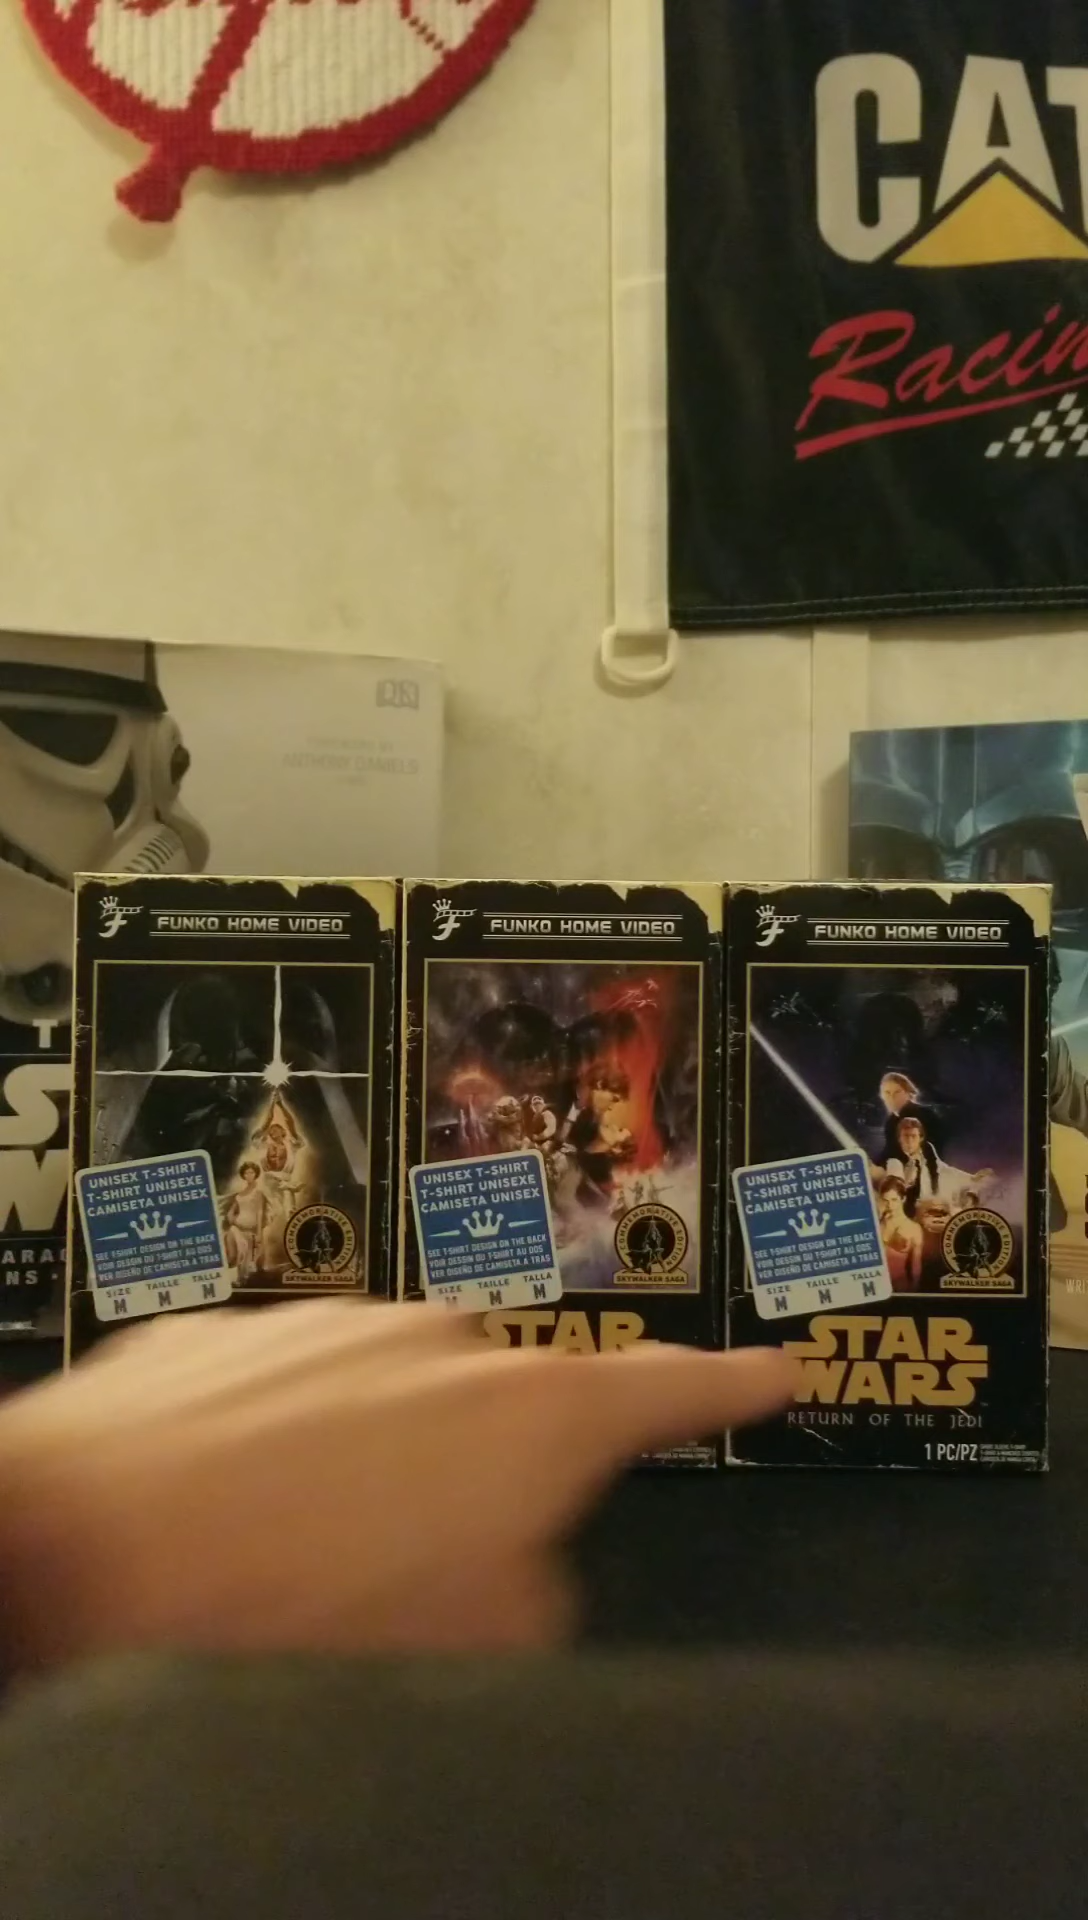 CAT
Racin
DK
ANTHONY DANIELS
FUNKO HOME VIDEO
UNISEX T-SHIRT
T-SHIRT UNISEXE
CAMISETA UNISEX
SEE T-SHIRT DESIGN ON THE BACK
VOIR DESSIN DU T-SHIRT AU DOS
VER DISEÑO DE CAMISETA A TRAS
SIZE TAILLE TALLA
M M M
COMMEMORATIVE EDITION
SKYWALKER SAGA
FUNKO HOME VIDEO
UNISEX T-SHIRT
T-SHIRT UNISEXE
CAMISETA UNISEX
SEE T-SHIRT DESIGN ON THE BACK
VOIR DESSIN DU T-SHIRT AU DOS
VER DISEÑO DE CAMISETA A TRAS
SIZE TAILLE TALLA
M M M
COMMEMORATIVE EDITION
SKYWALKER SAGA
STAR
FUNKO HOME VIDEO
UNISEX T-SHIRT
T-SHIRT UNISEXE
CAMISETA UNISEX
SEE T-SHIRT DESIGN ON THE BACK
VOIR DESSIN DU T-SHIRT AU DOS
VER DISEÑO DE CAMISETA A TRAS
SIZE TAILLE TALLA
M M M
COMMEMORATIVE EDITION
SKYWALKER SAGA
STAR
WARS
RETURN OF THE JEDI
1 PC/PZ
T
S
W
ARAC
NS